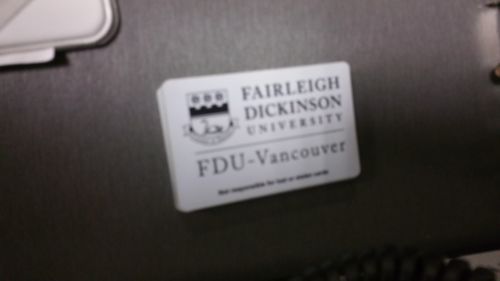 FAIRLEIGH
DICKINSON
UNIVERSITY
FDU-Vancouver
Not responsible for lost or stolen cards